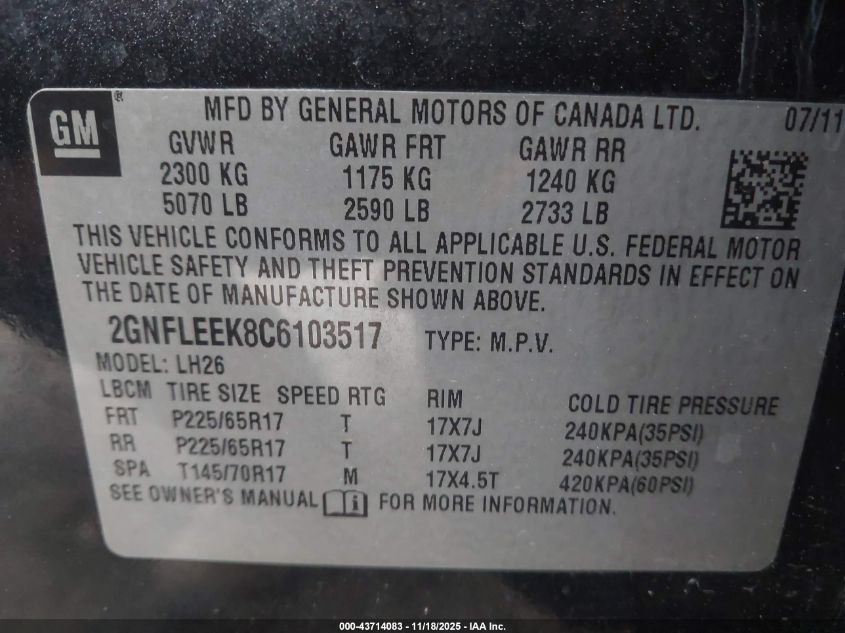 GM ®
MFD BY GENERAL MOTORS OF CANADA LTD. 07/11
GVWR GAWR FRT GAWR RR
2300 KG 1175 KG 1240 KG
5070 LB 2590 LB 2733 LB
THIS VEHICLE CONFORMS TO ALL APPLICABLE U.S. FEDERAL MOTOR
VEHICLE SAFETY AND THEFT PREVENTION STANDARDS IN EFFECT ON
THE DATE OF MANUFACTURE SHOWN ABOVE.
2GNFLEEK8C6103517 TYPE: M.P.V.
MODEL: LH26
LBCM TIRE SIZE SPEED RTG RIM COLD TIRE PRESSURE
FRT P225/65R17 T 17X7J 240KPA(35PSI)
RR P225/65R17 T 17X7J 240KPA(35PSI)
SPA T145/70R17 M 17X4.5T 420KPA(60PSI)
SEE OWNER'S MANUAL i FOR MORE INFORMATION.
000-43714083 - 11/18/2025 - IAA Inc.